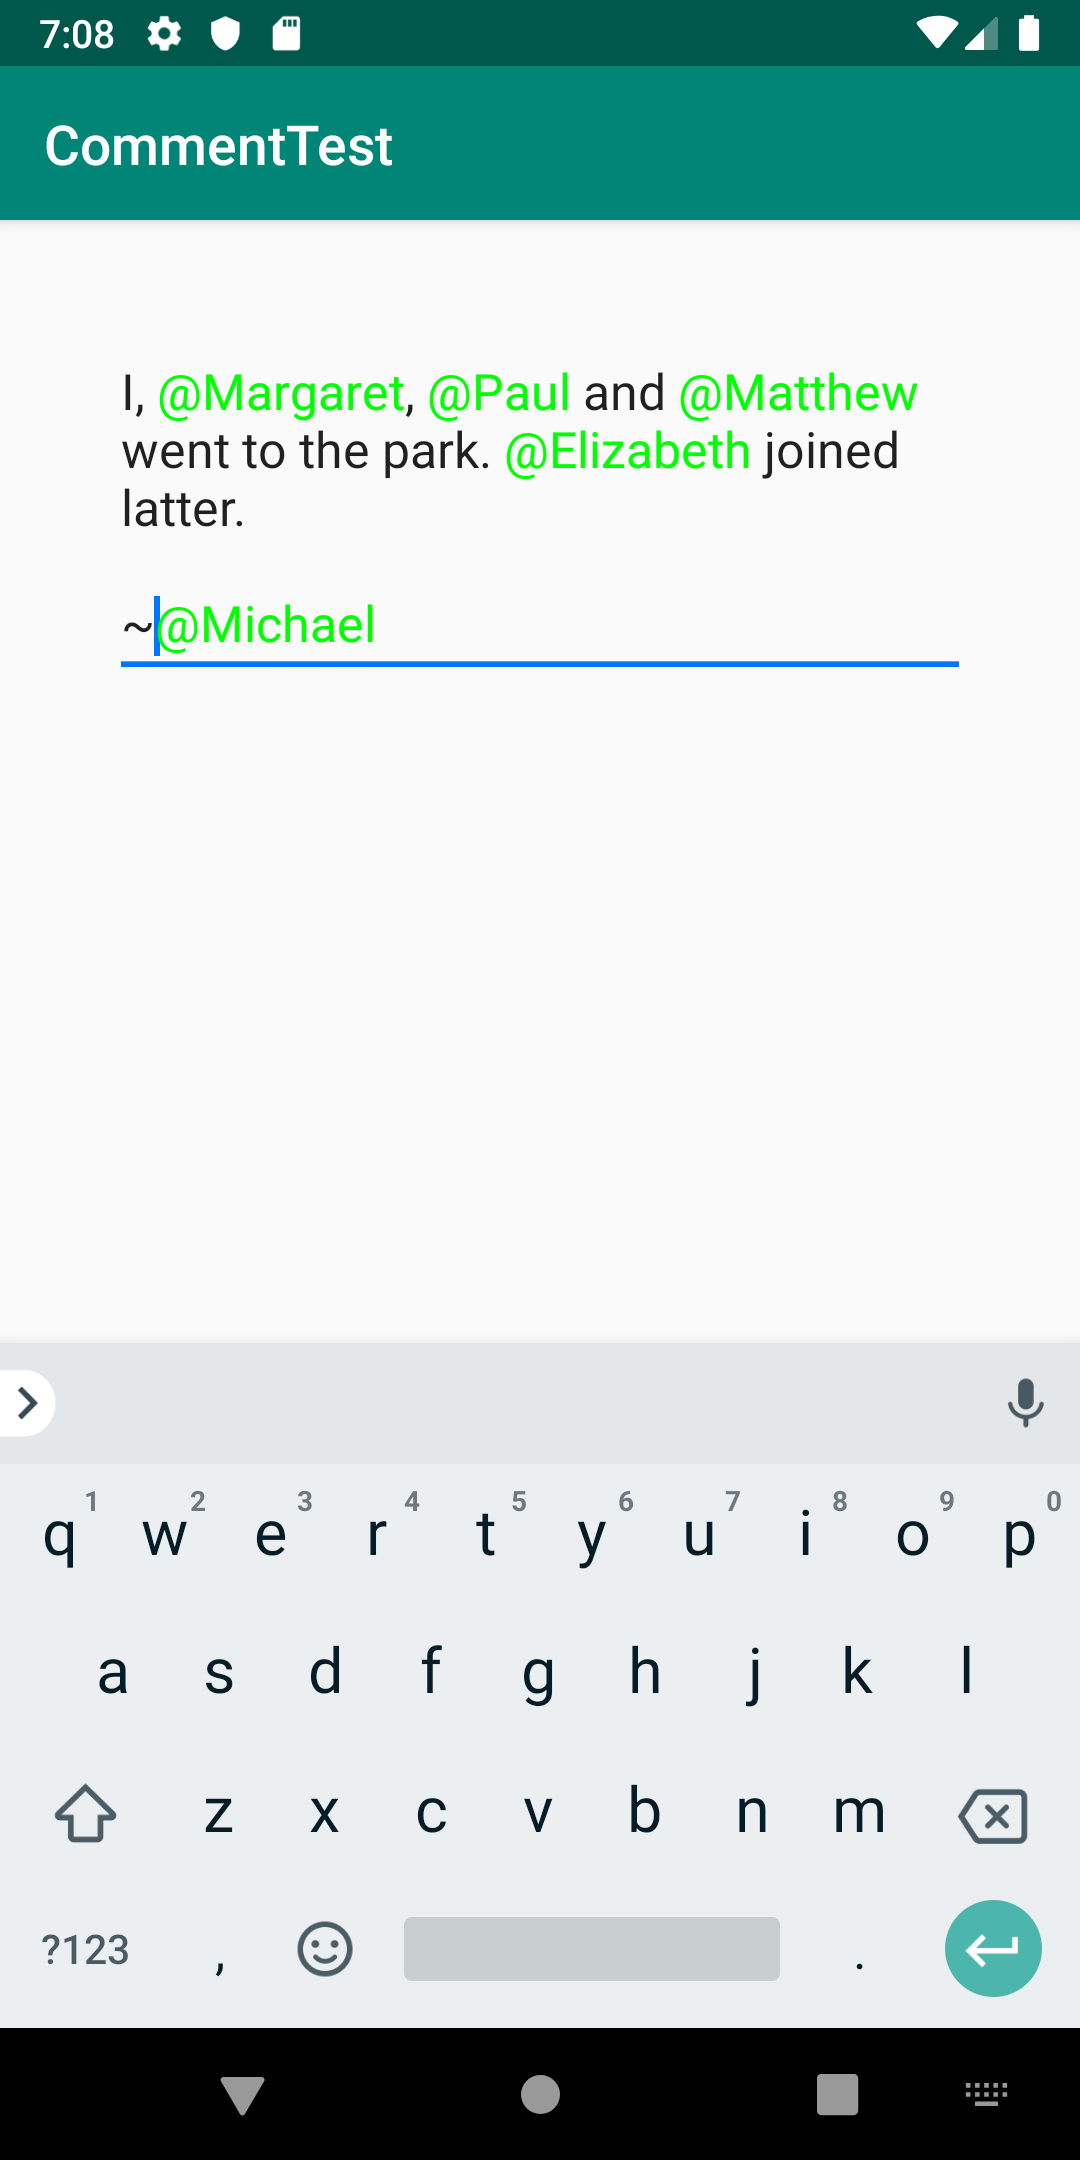 7:08
CommentTest
I, @Margaret, @Paul and @Matthew
went to the park. @Elizabeth joined
latter.
~@Michael
1 2 3 4 5 6 7 8 9 0
q w e r t y u i o p
a s d f g h j k l
z x c v b n m
?123 , .